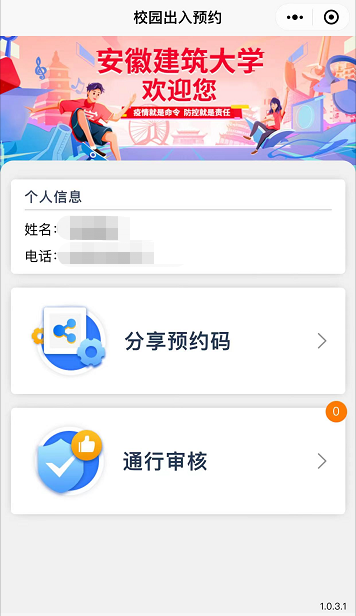 校园出入预约
安徽建筑大学
欢迎您
疫情就是命令 防控就是责任
个人信息
姓名:
电话:
分享预约码
0
通行审核
1.0.3.1